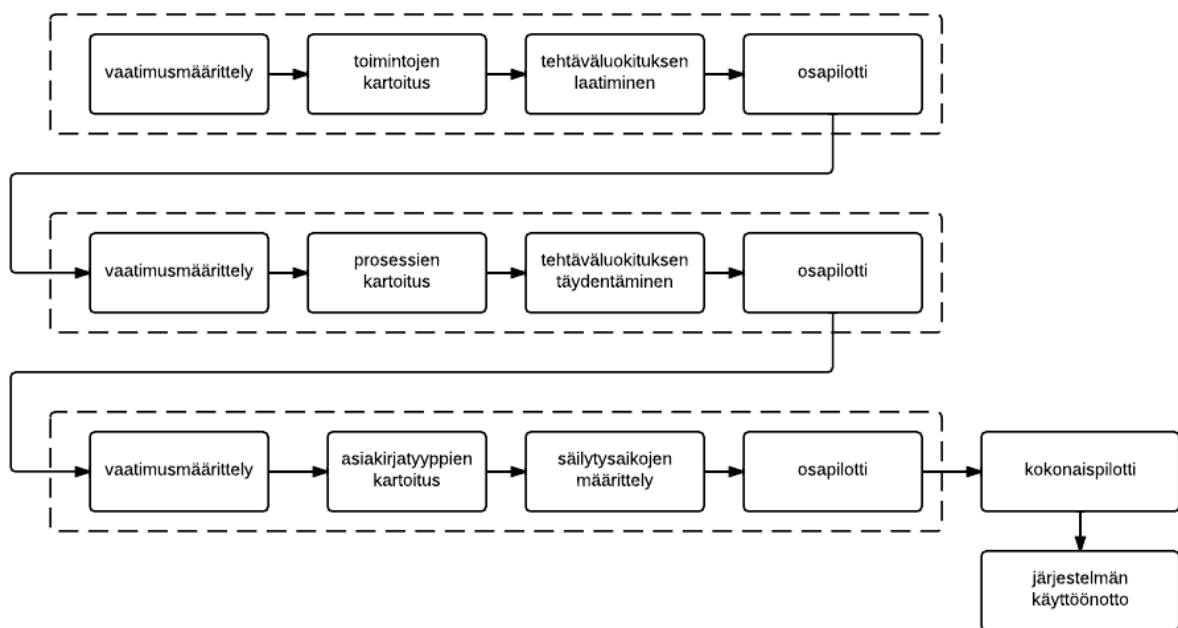 vaatimusmäärittely
toimintojen
kartoitus
tehtäväluokituksen
laatiminen
osapilotti
vaatimusmäärittely
prosessien
kartoitus
tehtäväluokituksen
täydentäminen
osapilotti
vaatimusmäärittely
asiakirjatyyppien
kartoitus
säilytysaikojen
määrittely
osapilotti
kokonaispilotti
järjestelmän
käyttöönotto